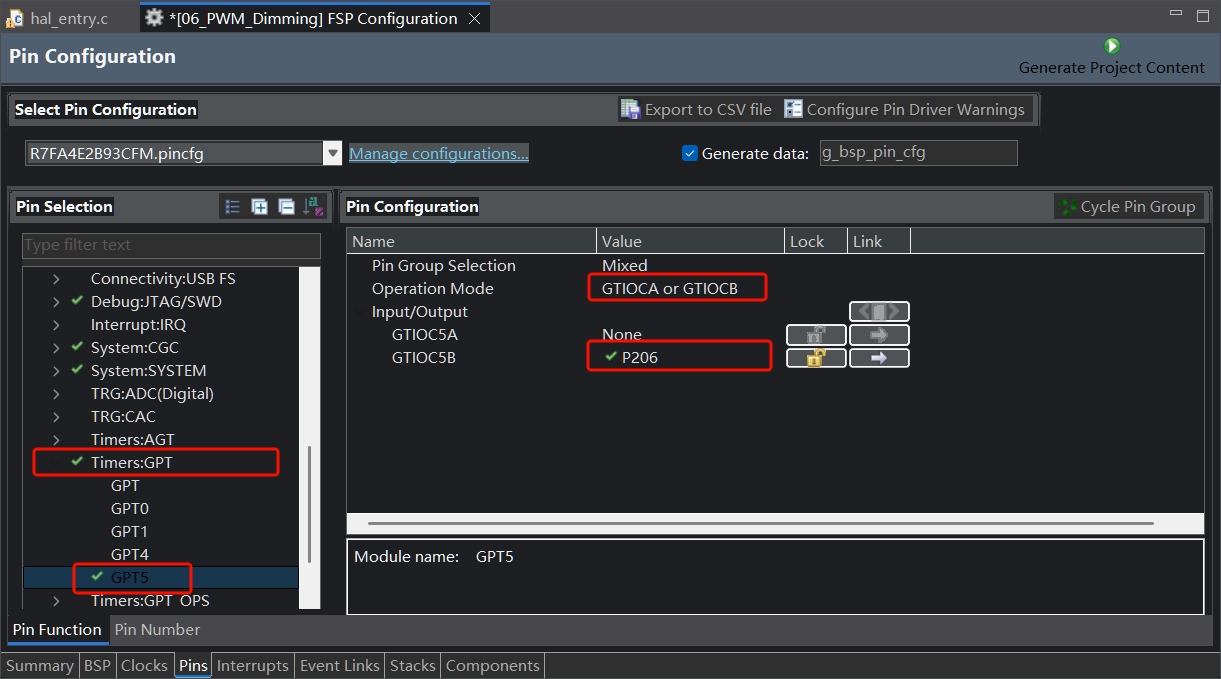 hal_entry.c
*[06_PWM_Dimming] FSP Configuration
Pin Configuration
Generate Project Content
Select Pin Configuration
Export to CSV file
Configure Pin Driver Warnings
R7FA4E2B93CFM.pincfg
Manage configurations...
Generate data:
g_bsp_pin_cfg
Pin Selection
Type filter text
Connectivity:USB FS
Debug:JTAG/SWD
Interrupt:IRQ
System:CGC
System:SYSTEM
TRG:ADC(Digital)
TRG:CAC
Timers:AGT
Timers:GPT
GPT
GPT0
GPT1
GPT4
GPT5
Timers:GPT_OPS
Pin Configuration
Cycle Pin Group
Name Value Lock Link
Pin Group Selection Mixed
Operation Mode GTIOCA or GTIOCB
Input/Output
GTIOC5A None
GTIOC5B P206
Module name: GPT5
Pin Function Pin Number
Summary BSP Clocks Pins Interrupts Event Links Stacks Components